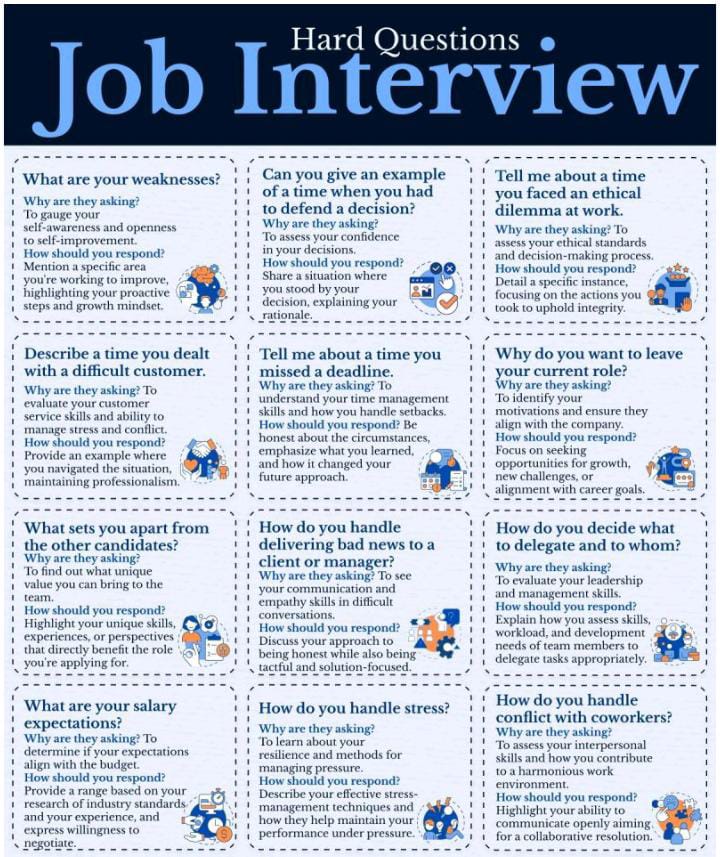 Hard Questions
Job Interview
What are your weaknesses?
Why are they asking?
To gauge your
self-awareness and openness
to self-improvement.
How should you respond?
Mention a specific area
you're working to improve,
highlighting your proactive
steps and growth mindset.
Can you give an example
of a time when you had
to defend a decision?
Why are they asking?
To assess your confidence
in your decisions.
How should you respond?
Share a situation where
you stood by your
decision, explaining your
rationale.
Tell me about a time
you faced an ethical
dilemma at work.
Why are they asking? To
assess your ethical standards
and decision-making process.
How should you respond?
Detail a specific instance,
focusing on the actions you
took to uphold integrity.
Describe a time you dealt
with a difficult customer.
Why are they asking? To
evaluate your customer
service skills and ability to
manage stress and conflict.
How should you respond?
Provide an example where
you navigated the situation,
maintaining professionalism.
Tell me about a time you
missed a deadline.
Why are they asking? To
understand your time management
skills and how you handle setbacks.
How should you respond? Be
honest about the circumstances,
emphasize what you learned,
and how it changed your
future approach.
Why do you want to leave
your current role?
Why are they asking?
To identify your
motivations and ensure they
align with the company.
How should you respond?
Focus on seeking
opportunities for growth,
new challenges, or
alignment with career goals.
What sets you apart from
the other candidates?
Why are they asking?
To find out what unique
value you can bring to the
team.
How should you respond?
Highlight your unique skills,
experiences, or perspectives
that directly benefit the role
you're applying for.
How do you handle
delivering bad news to a
client or manager?
Why are they asking? To see
your communication and
empathy skills in difficult
conversations.
How should you respond?
Discuss your approach to
being honest while also being
tactful and solution-focused.
How do you decide what
to delegate and to whom?
Why are they asking?
To evaluate your leadership
and management skills.
How should you respond?
Explain how you assess skills,
workload, and development
needs of team members to
delegate tasks appropriately.
What are your salary
expectations?
Why are they asking? To
determine if your expectations
align with the budget.
How should you respond?
Provide a range based on your
research of industry standards
and your experience, and
express willingness to
negotiate.
How do you handle stress?
Why are they asking?
To learn about your
resilience and methods for
managing pressure.
How should you respond?
Describe your effective stress-
management techniques and
how they help maintain your
performance under pressure.
How do you handle
conflict with coworkers?
Why are they asking?
To assess your interpersonal
skills and how you contribute
to a harmonious work
environment.
How should you respond?
Highlight your ability to
communicate openly aiming
for a collaborative resolution.